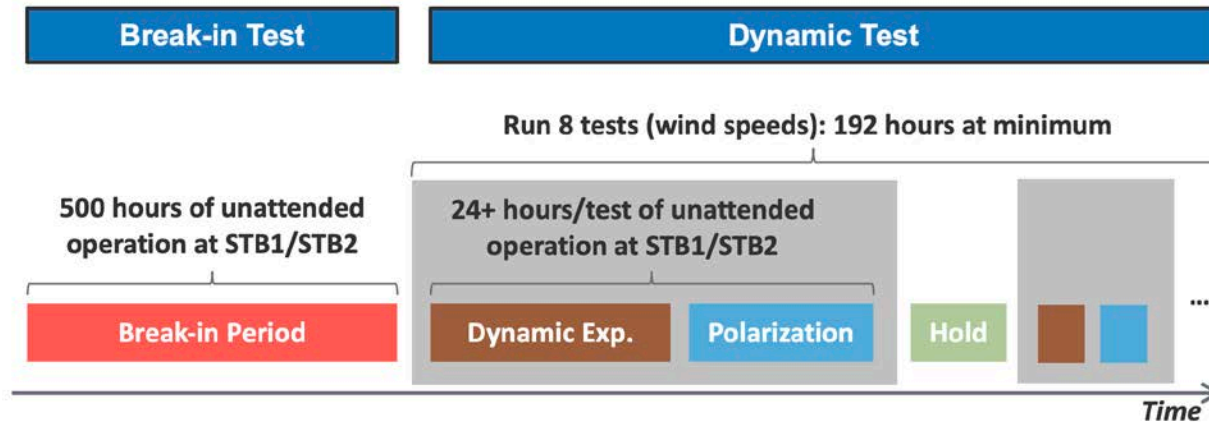 Break-in Test
Dynamic Test
Run 8 tests (wind speeds): 192 hours at minimum
500 hours of unattended
operation at STB1/STB2
24+ hours/test of unattended
operation at STB1/STB2
Break-in Period
Dynamic Exp.
Polarization
Hold
...
Time